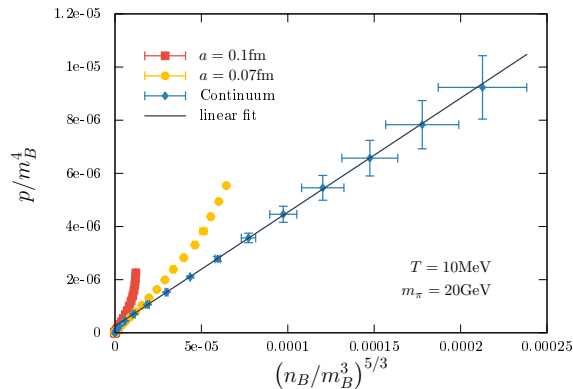 1.2e-05
1e-05
8e-06
6e-06
4e-06
2e-06
0
0
5e-05
0.0001
0.00015
0.0002
0.00025
p/m_B^4
(n_B/m_B^3)^{5/3}
a = 0.1fm
a = 0.07fm
Continuum
linear fit
T = 10MeV
m_π = 20GeV